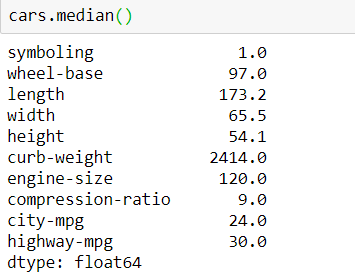 cars.median()
symboling 1.0
wheel-base 97.0
length 173.2
width 65.5
height 54.1
curb-weight 2414.0
engine-size 120.0
compression-ratio 9.0
city-mpg 24.0
highway-mpg 30.0
dtype: float64